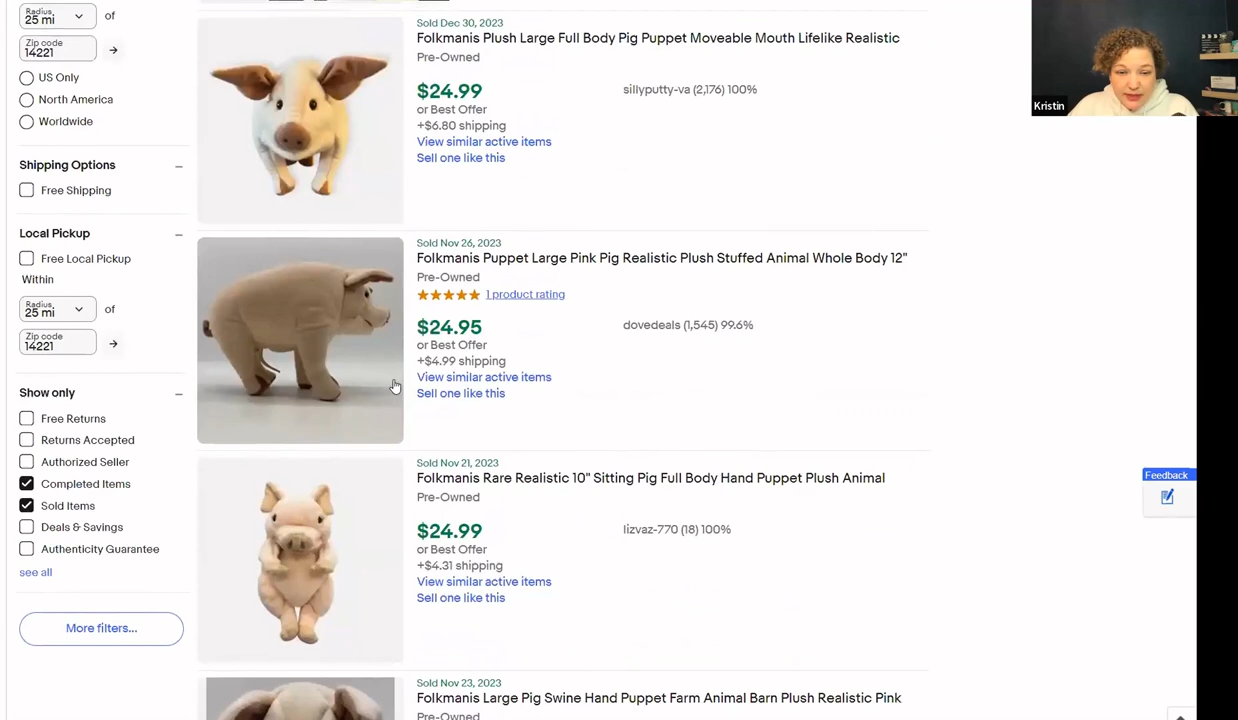 Radius
25 mi
of
Zip code
14221
US Only
North America
Worldwide
Shipping Options
Free Shipping
Local Pickup
Free Local Pickup
Within
Radius
25 mi
of
Zip code
14221
Show only
Free Returns
Returns Accepted
Authorized Seller
Completed Items
Sold Items
Deals & Savings
Authenticity Guarantee
see all
More filters...
Sold Dec 30, 2023
Folkmanis Plush Large Full Body Pig Puppet Moveable Mouth Lifelike Realistic
Pre-Owned
$24.99
sillyputty-va (2,176) 100%
or Best Offer
+$6.80 shipping
View similar active items
Sell one like this
Sold Nov 26, 2023
Folkmanis Puppet Large Pink Pig Realistic Plush Stuffed Animal Whole Body 12"
Pre-Owned
1 product rating
$24.95
dovedeals (1,545) 99.6%
or Best Offer
+$4.99 shipping
View similar active items
Sell one like this
Sold Nov 21, 2023
Folkmanis Rare Realistic 10" Sitting Pig Full Body Hand Puppet Plush Animal
Pre-Owned
$24.99
lizvaz-770 (18) 100%
or Best Offer
+$4.31 shipping
View similar active items
Sell one like this
Sold Nov 23, 2023
Folkmanis Large Pig Swine Hand Puppet Farm Animal Barn Plush Realistic Pink
Pre-Owned
Kristin
Feedback